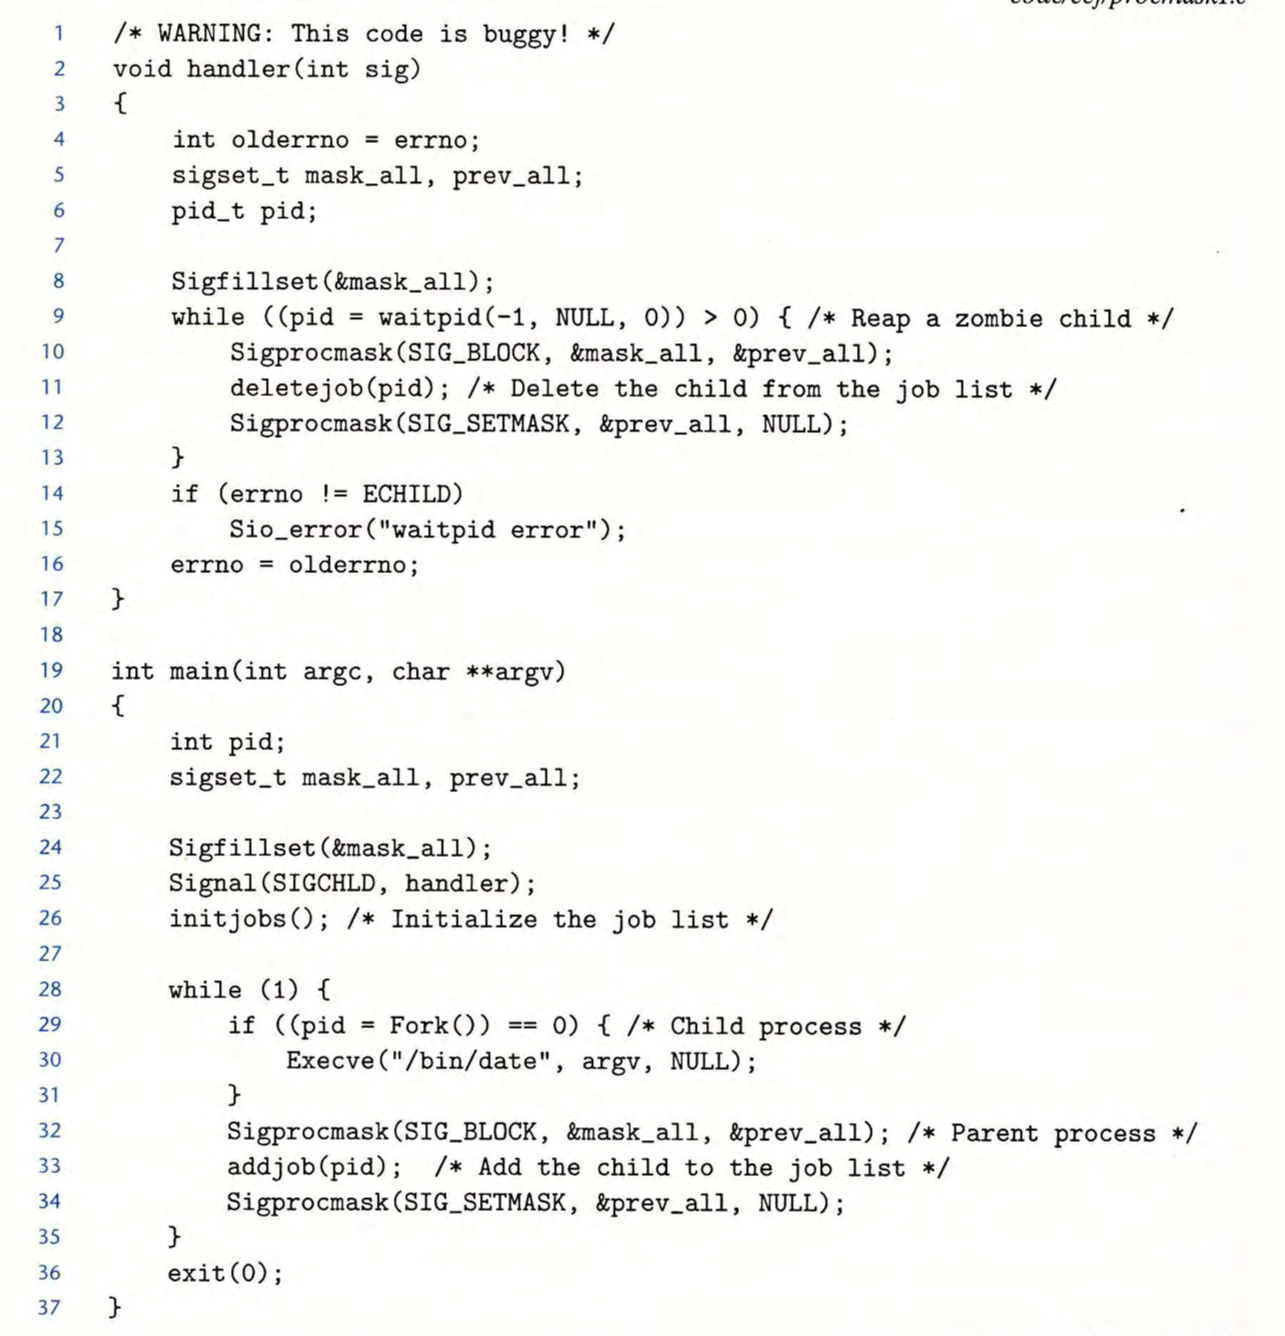 1 /* WARNING: This code is buggy! */
2 void handler(int sig)
3 {
4 int olderrno = errno;
5 sigset_t mask_all, prev_all;
6 pid_t pid;
7
8 Sigfillset(&mask_all);
9 while ((pid = waitpid(-1, NULL, 0)) > 0) { /* Reap a zombie child */
10 Sigprocmask(SIG_BLOCK, &mask_all, &prev_all);
11 deletejob(pid); /* Delete the child from the job list */
12 Sigprocmask(SIG_SETMASK, &prev_all, NULL);
13 }
14 if (errno != ECHILD)
15 Sio_error("waitpid error");
16 errno = olderrno;
17 }
18
19 int main(int argc, char **argv)
20 {
21 int pid;
22 sigset_t mask_all, prev_all;
23
24 Sigfillset(&mask_all);
25 Signal(SIGCHLD, handler);
26 initjobs(); /* Initialize the job list */
27
28 while (1) {
29 if ((pid = Fork()) == 0) { /* Child process */
30 Execve("/bin/date", argv, NULL);
31 }
32 Sigprocmask(SIG_BLOCK, &mask_all, &prev_all); /* Parent process */
33 addjob(pid); /* Add the child to the job list */
34 Sigprocmask(SIG_SETMASK, &prev_all, NULL);
35 }
36 exit(0);
37 }